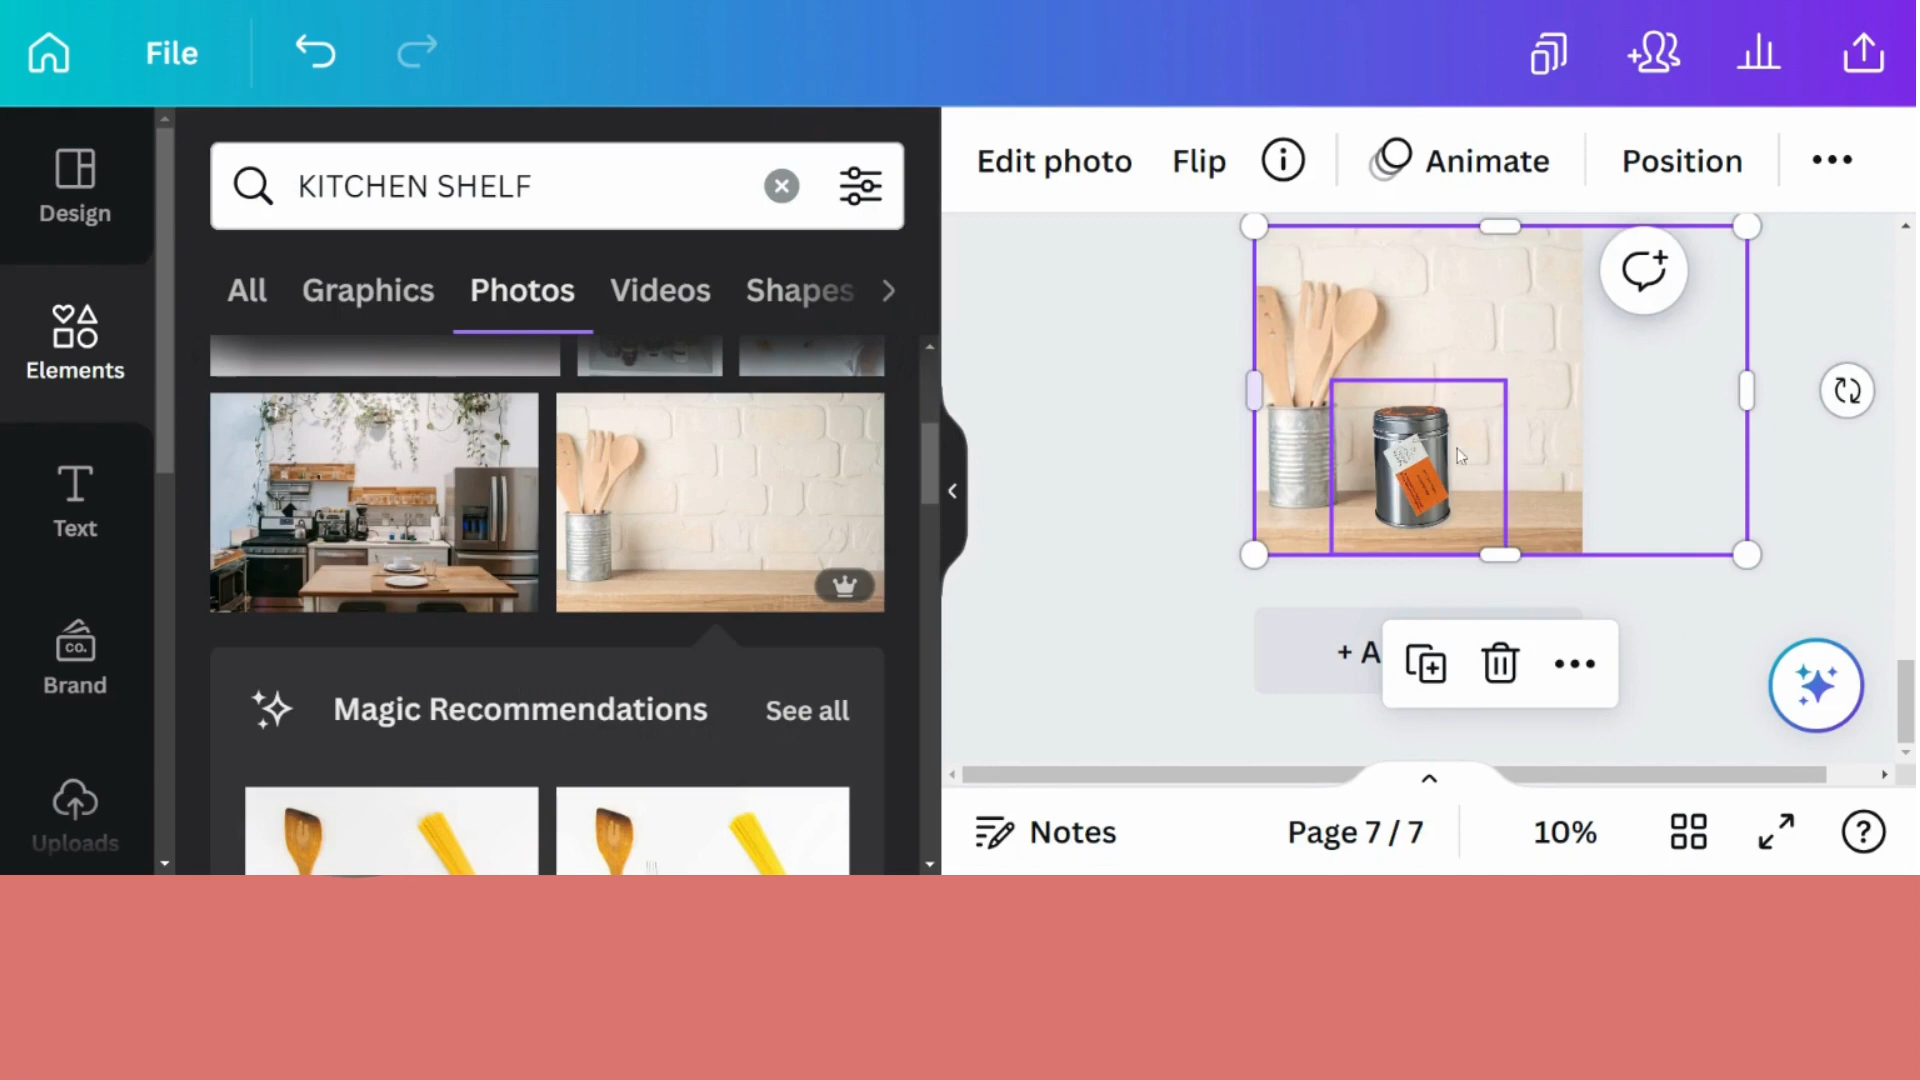 File
Design
Elements
Text
CO.
Brand
Uploads
KITCHEN SHELF
All Graphics Photos Videos Shapes
Magic Recommendations See all
Edit photo Flip Animate Position
+ A
Notes Page 7 / 7 10%